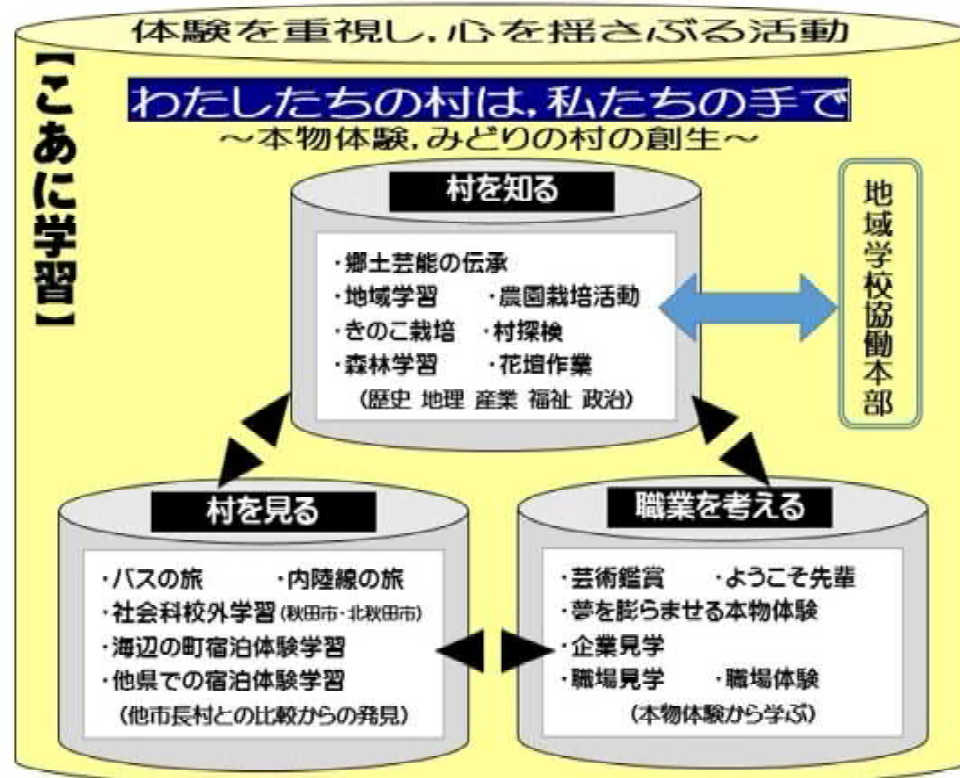 体験を重視し,心を揺さぶる活動
【こあに学習】
わたしたちの村は,私たちの手で
～本物体験,みどりの村の創生～
村を知る
・郷土芸能の伝承
・地域学習 ・農園栽培活動
・きのこ栽培 ・村探検
・森林学習 ・花壇作業
(歴史 地理 産業 福祉 政治)
地域学校協働本部
村を見る
・バスの旅 ・内陸線の旅
・社会科校外学習(秋田市・北秋田市)
・海辺の町宿泊体験学習
・他県での宿泊体験学習
(他市長村との比較からの発見)
職業を考える
・芸術鑑賞 ・ようこそ先輩
・夢を膨らませる本物体験
・企業見学
・職場見学 ・職場体験
(本物体験から学ぶ)